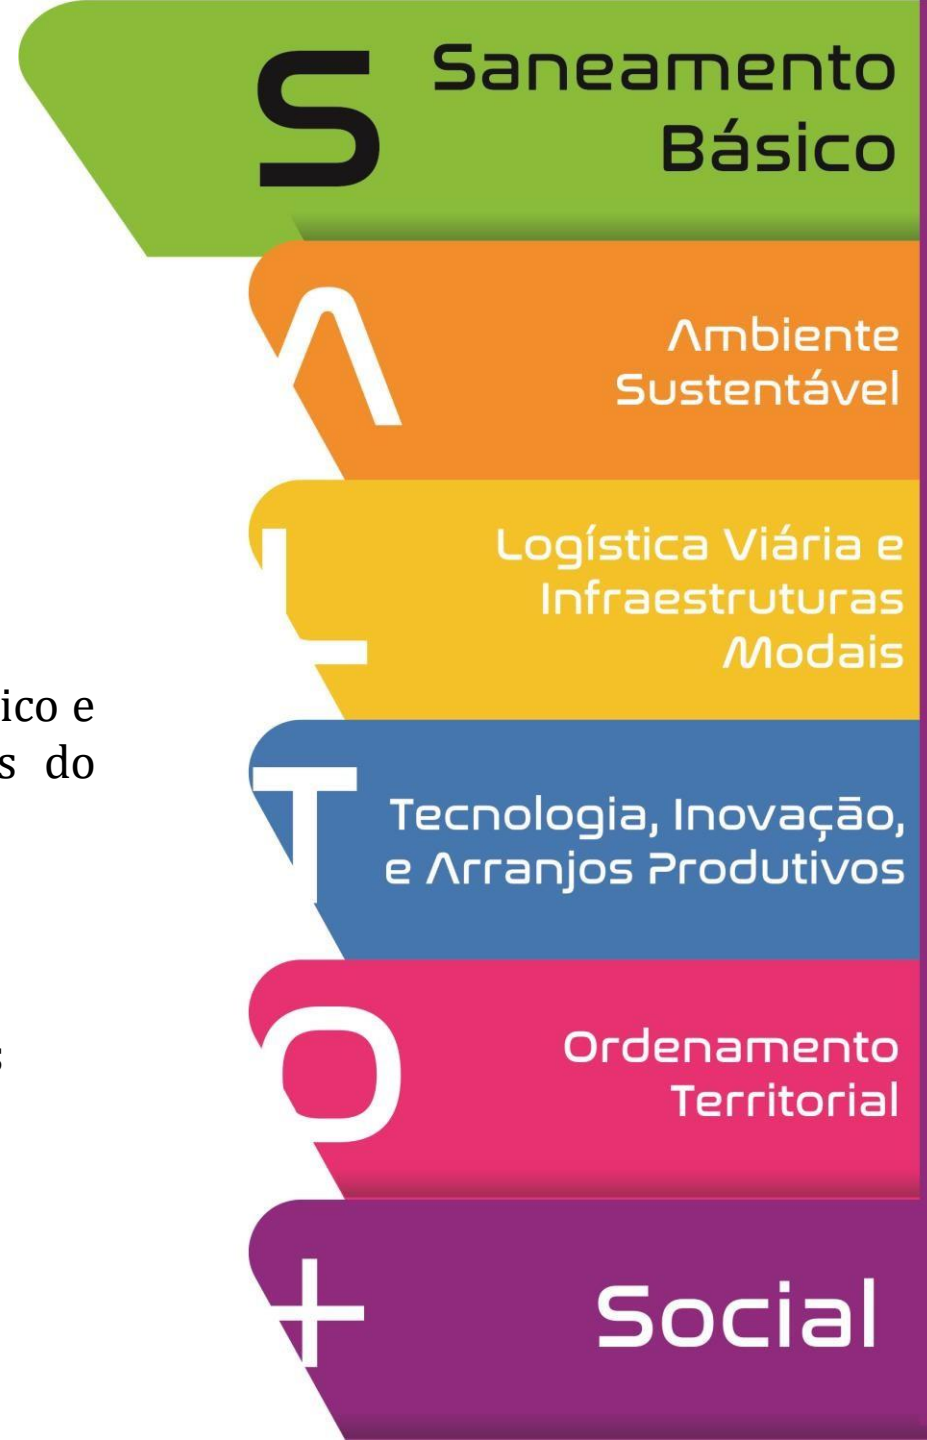 S
Saneamento
Básico
A
Ambiente
Sustentável
L
Logística Viária e
Infraestruturas
Modais
ico e
s do
T
Tecnologia, Inovação,
e Arranjos Produtivos
O
Ordenamento
Territorial
s
+
Social